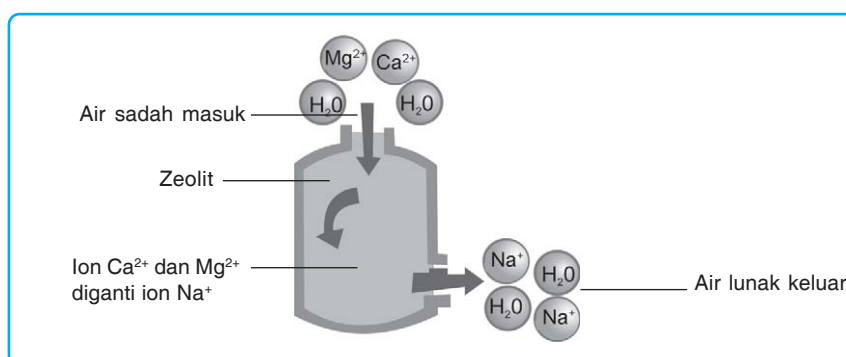 Mg²⁺ Ca²⁺
H₂0 H₂0
Air sadah masuk
Zeolit
Ion Ca²⁺ dan Mg²⁺
diganti ion Na⁺
Na⁺ H₂0
H₂0 Na⁺
Air lunak keluar